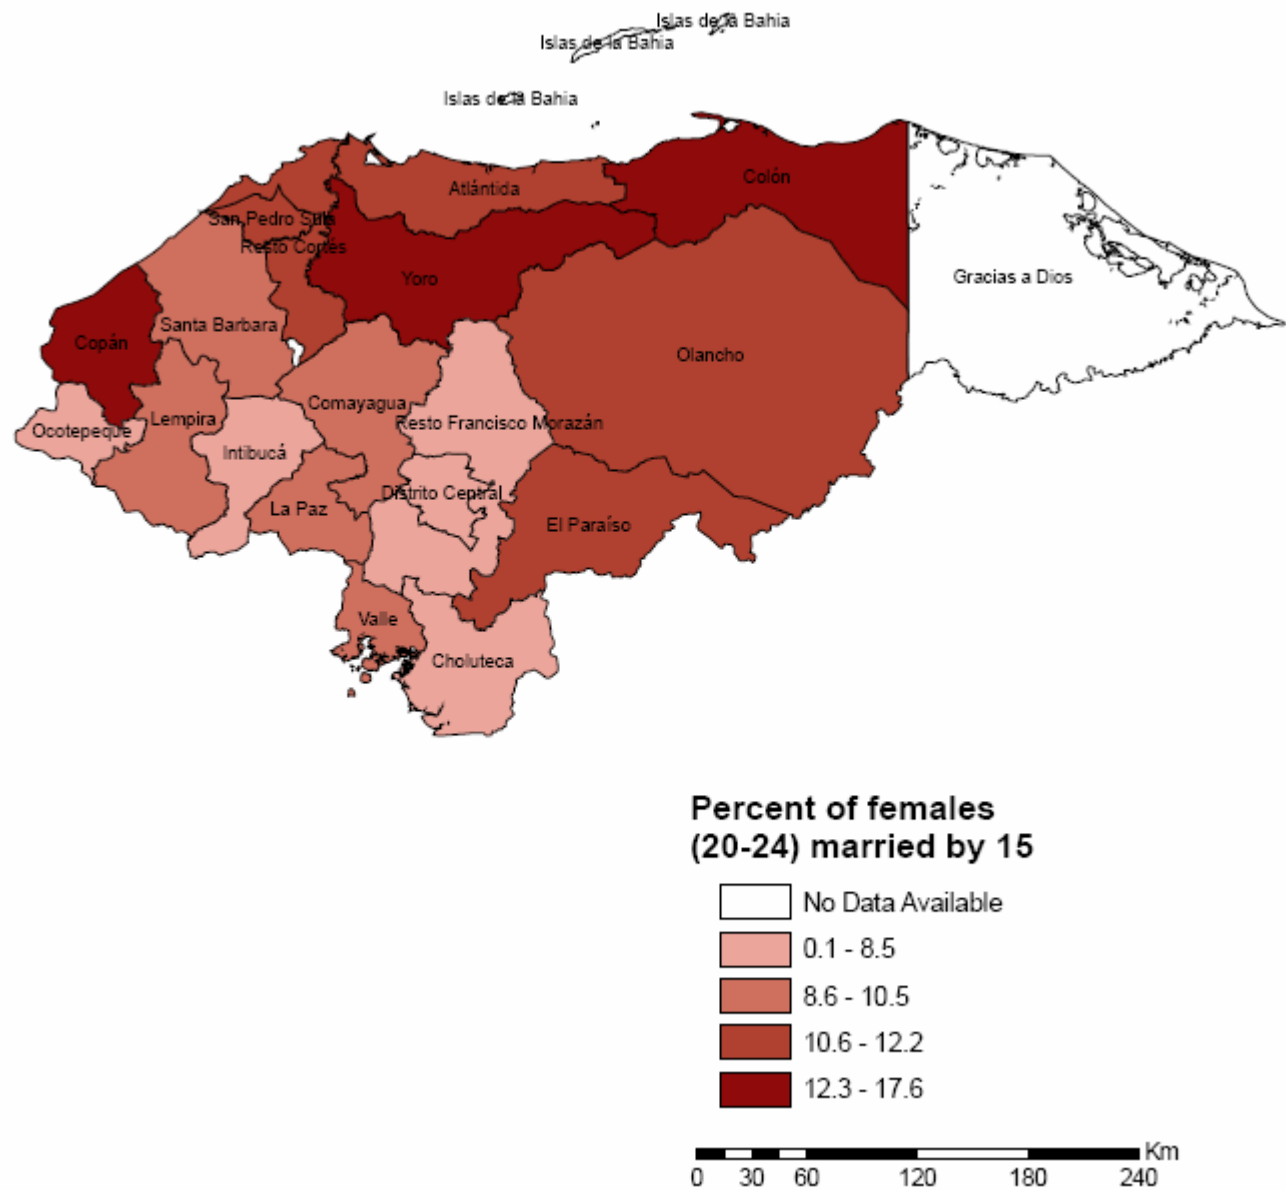 Islas de la Bahia
Islas de la Bahia
Islas de la Bahia
Atlántida
Colón
San Pedro Sula
Resto Cortés
Yoro
Gracias a Dios
Santa Barbara
Copán
Olancho
Comayagua
Lempira
Resto Francisco Morazán
Ocotepeque
Intibucá
Distrito Central
La Paz
El Paraíso
Valle
Choluteca
Percent of females
(20-24) married by 15
No Data Available
0.1 - 8.5
8.6 - 10.5
10.6 - 12.2
12.3 - 17.6
Km
0 30 60 120 180 240